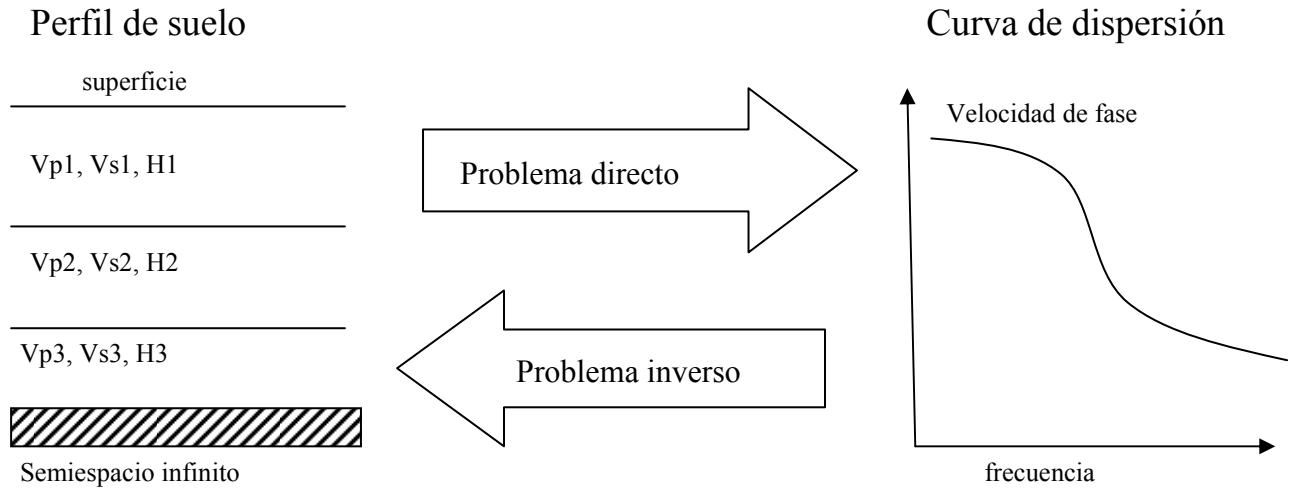 Perfil de suelo
superficie
Vp1, Vs1, H1
Vp2, Vs2, H2
Vp3, Vs3, H3
Semiespacio infinito
Problema directo
Problema inverso
Curva de dispersión
Velocidad de fase
frecuencia